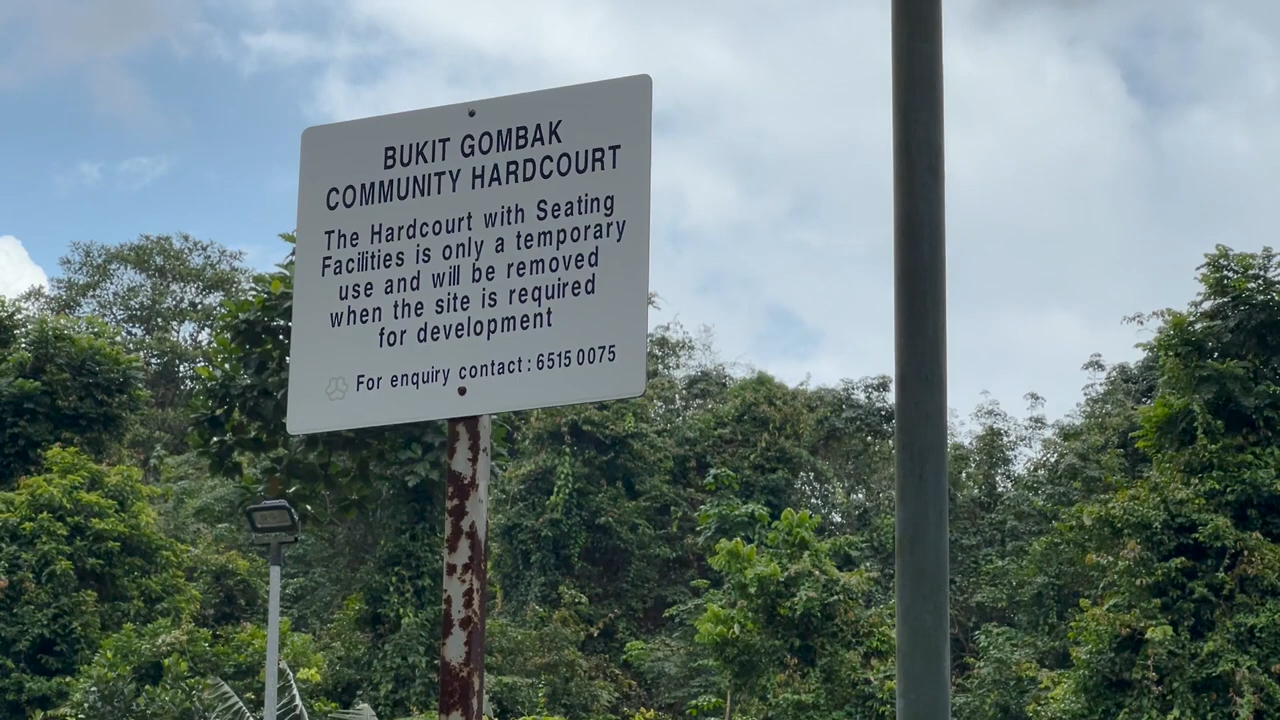 BUKIT GOMBAK
COMMUNITY HARDCOURT
The Hardcourt with Seating
Facilities is only a temporary
use and will be removed
when the site is required
for development
For enquiry contact : 6515 0075